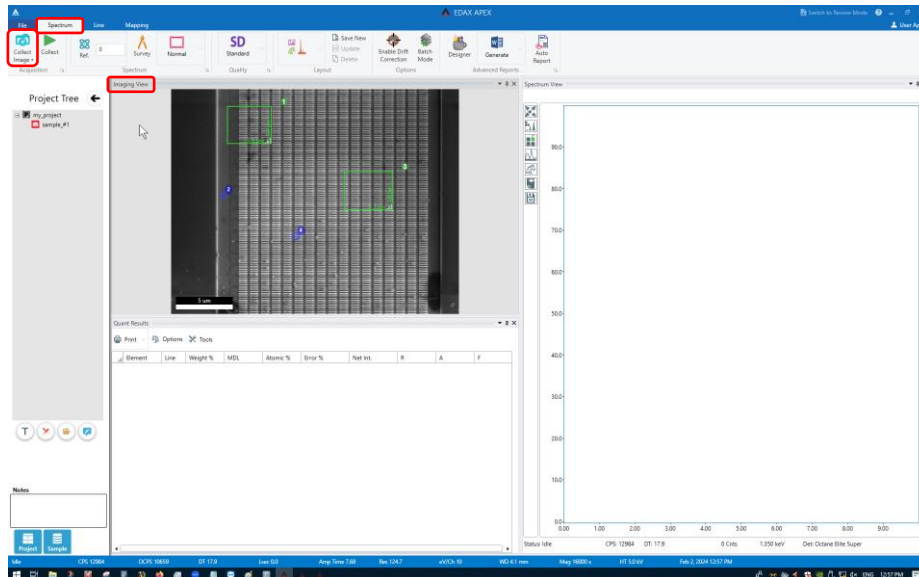 EDAX APEX
Switch to Review Mode
File Spectrum Line Mapping
Collect Image
Collect
Ref.
0
Survey
Normal
SD
Standard
Save New
Update
Delete
Enable Drift Correction
Batch Mode
Designer
Generate
Auto Report
Acquisition Spectrum Quality Layout Options Advanced Reports
Project Tree
my_project
sample_#1
Imaging View
1
2
3
4
5 um
Spectrum View
90.0
80.0
70.0
60.0
50.0
40.0
30.0
20.0
10.0
0.0
0.00 1.00 2.00 3.00 4.00 5.00 6.00 7.00 8.00 9.00
Quant Results
Print Options Tools
Element Line Weight % MDL Atomic % Error % Net Int. R A F
T
Notes
Project Sample
Status Idle CPS: 12984 DT: 17.9 0 Cnts 1.350 keV Det: Octane Elite Super
Idle CPS 12984 OCPS 10659 DT 17.9 Lsec 0.0 Amp Time 7.68 Res 124.7 eV/Ch 10 WD 4.1 mm Mag 16000 x HT 5.0 kV Feb 2, 2024 12:57 PM
ENG 12:57 PM